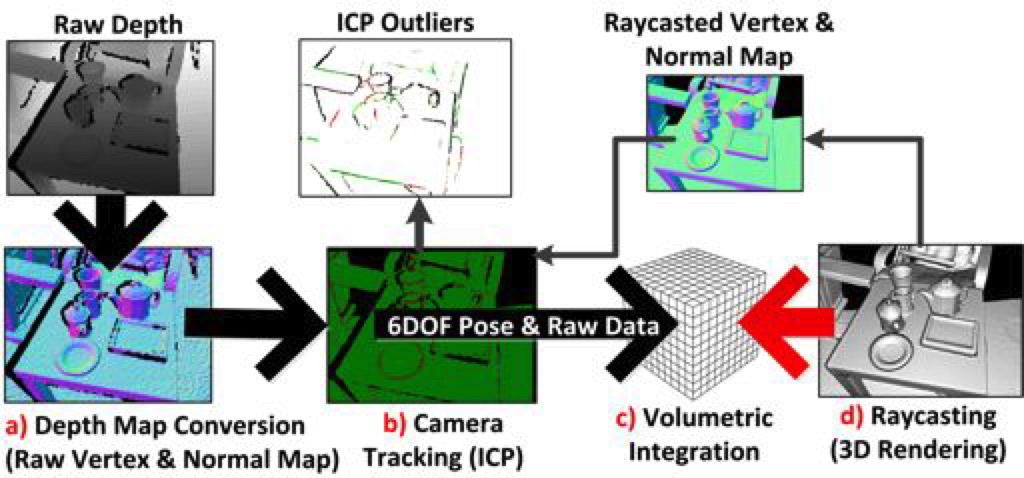 Raw Depth
ICP Outliers
Raycasted Vertex &
Normal Map
6DOF Pose & Raw Data
a) Depth Map Conversion
(Raw Vertex & Normal Map)
b) Camera
Tracking (ICP)
c) Volumetric
Integration
d) Raycasting
(3D Rendering)